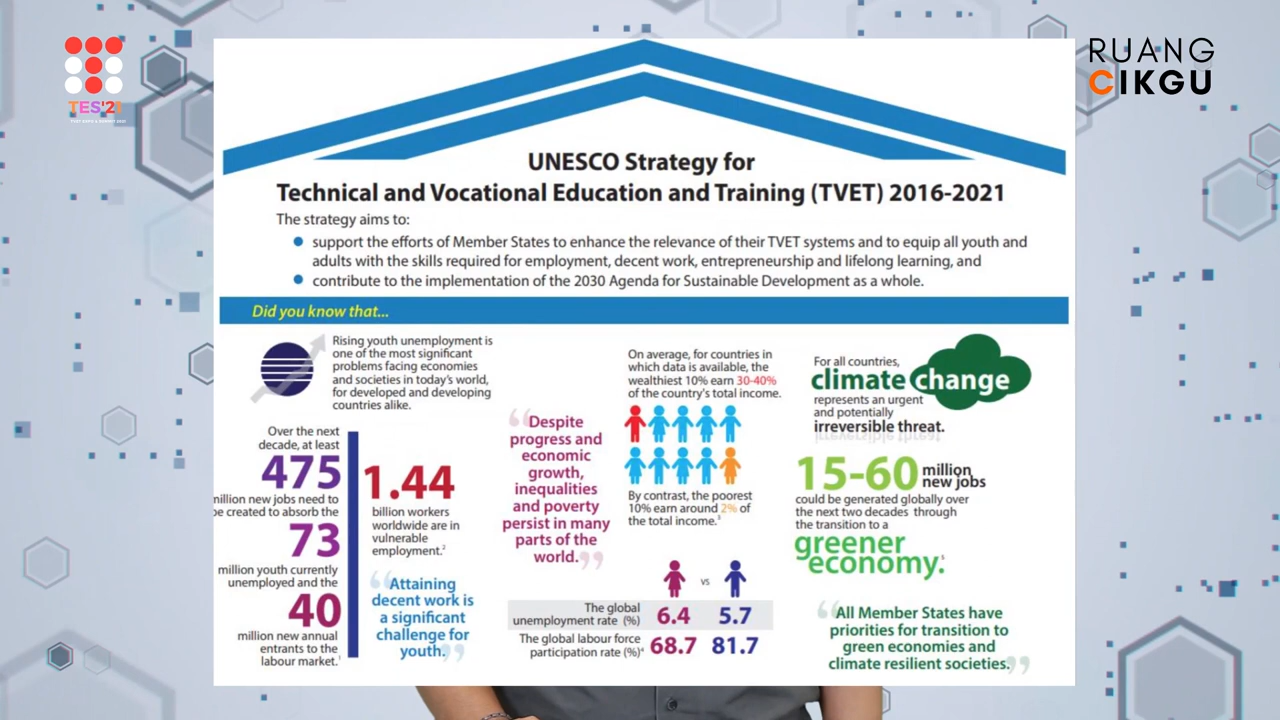 TES'21
RUANG
CIKGU
UNESCO Strategy for
Technical and Vocational Education and Training (TVET) 2016-2021
The strategy aims to:
support the efforts of Member States to enhance the relevance of their TVET systems and to equip all youth and
adults with the skills required for employment, decent work, entrepreneurship and lifelong learning, and
contribute to the implementation of the 2030 Agenda for Sustainable Development as a whole.
Did you know that...
Rising youth unemployment is
one of the most significant
problems facing economies
and societies in today's world,
for developed and developing
countries alike.
Over the next
decade, at least
475
million new jobs need to
be created to absorb the
73
million youth currently
unemployed and the
40
million new annual
entrants to the
labour market.¹
1.44
billion workers
worldwide are in
vulnerable
employment.²
“Attaining
decent work is
a significant
challenge for
youth.”
“Despite
progress and
economic
growth,
inequalities
and poverty
persist in many
parts of the
world.”
On average, for countries in
which data is available, the
wealthiest 10% earn 30-40%
of the country's total income.
By contrast, the poorest
10% earn around 2% of
the total income.³
vs
The global
unemployment rate (%) 6.4 5.7
The global labour force
participation rate (%)⁴ 68.7 81.7
For all countries,
climate change
represents an urgent
and potentially
irreversible threat.
15-60 million
new jobs
could be generated globally over
the next two decades through
the transition to a
greener
economy.⁵
“All Member States have
priorities for transition to
green economies and
climate resilient societies.”